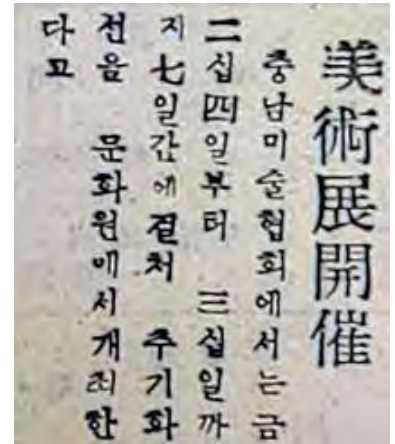 美術展開催
충남미술협회에서는 금
二십四일부터 三십일까
지 七일간에 걸처 추기화
전을 문화원에서 개최한
다고